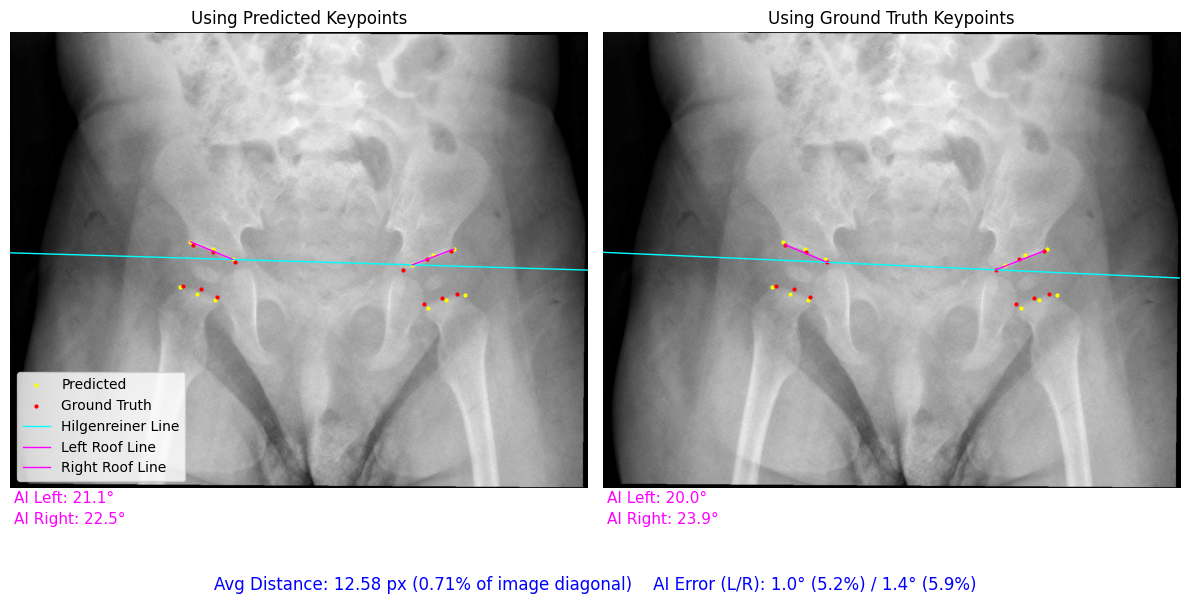 Using Predicted Keypoints
Using Ground Truth Keypoints
Predicted
Ground Truth
Hilgenreiner Line
Left Roof Line
Right Roof Line
AI Left: 21.1°
AI Right: 22.5°
AI Left: 20.0°
AI Right: 23.9°
Avg Distance: 12.58 px (0.71% of image diagonal)    AI Error (L/R): 1.0° (5.2%) / 1.4° (5.9%)